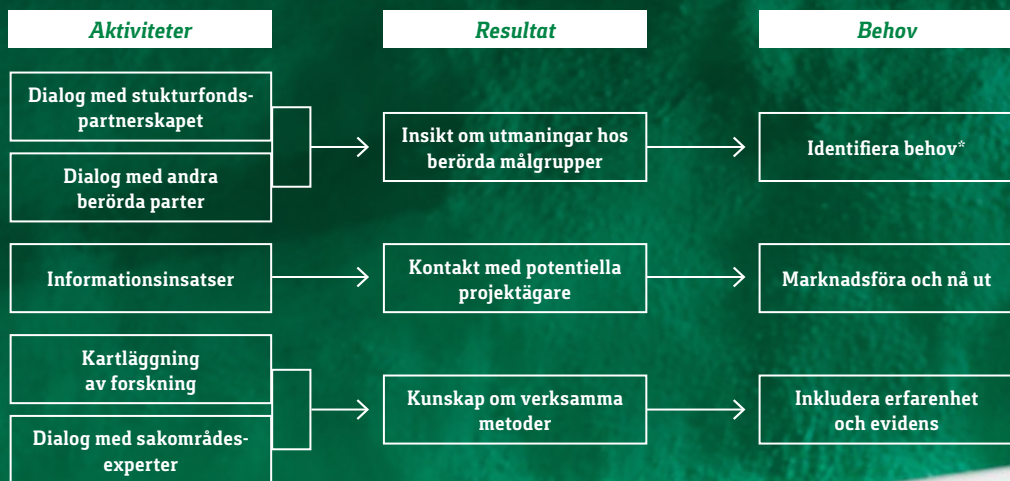 Aktiviteter
Resultat
Behov
Dialog med stukturfonds-
partnerskapet
Dialog med andra
berörda parter
Insikt om utmaningar hos
berörda målgrupper
Identifiera behov*
Informationsinsatser
Kontakt med potentiella
projektägare
Marknadsföra och nå ut
Kartläggning
av forskning
Dialog med sakområdes-
experter
Kunskap om verksamma
metoder
Inkludera erfarenhet
och evidens